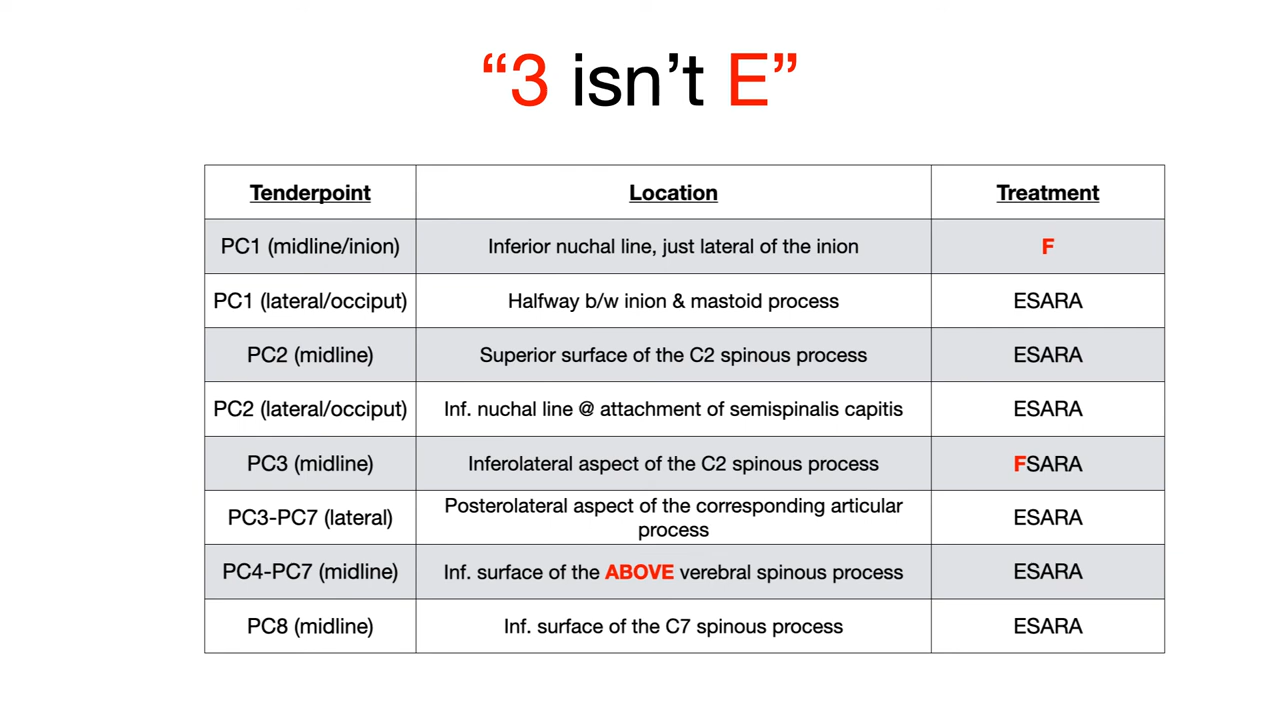 “3 isn’t E”
Tenderpoint Location Treatment
PC1 (midline/inion) Inferior nuchal line, just lateral of the inion F
PC1 (lateral/occiput) Halfway b/w inion & mastoid process ESARA
PC2 (midline) Superior surface of the C2 spinous process ESARA
PC2 (lateral/occiput) Inf. nuchal line @ attachment of semispinalis capitis ESARA
PC3 (midline) Inferolateral aspect of the C2 spinous process FSARA
PC3-PC7 (lateral) Posterolateral aspect of the corresponding articular
process ESARA
PC4-PC7 (midline) Inf. surface of the ABOVE verebral spinous process ESARA
PC8 (midline) Inf. surface of the C7 spinous process ESARA